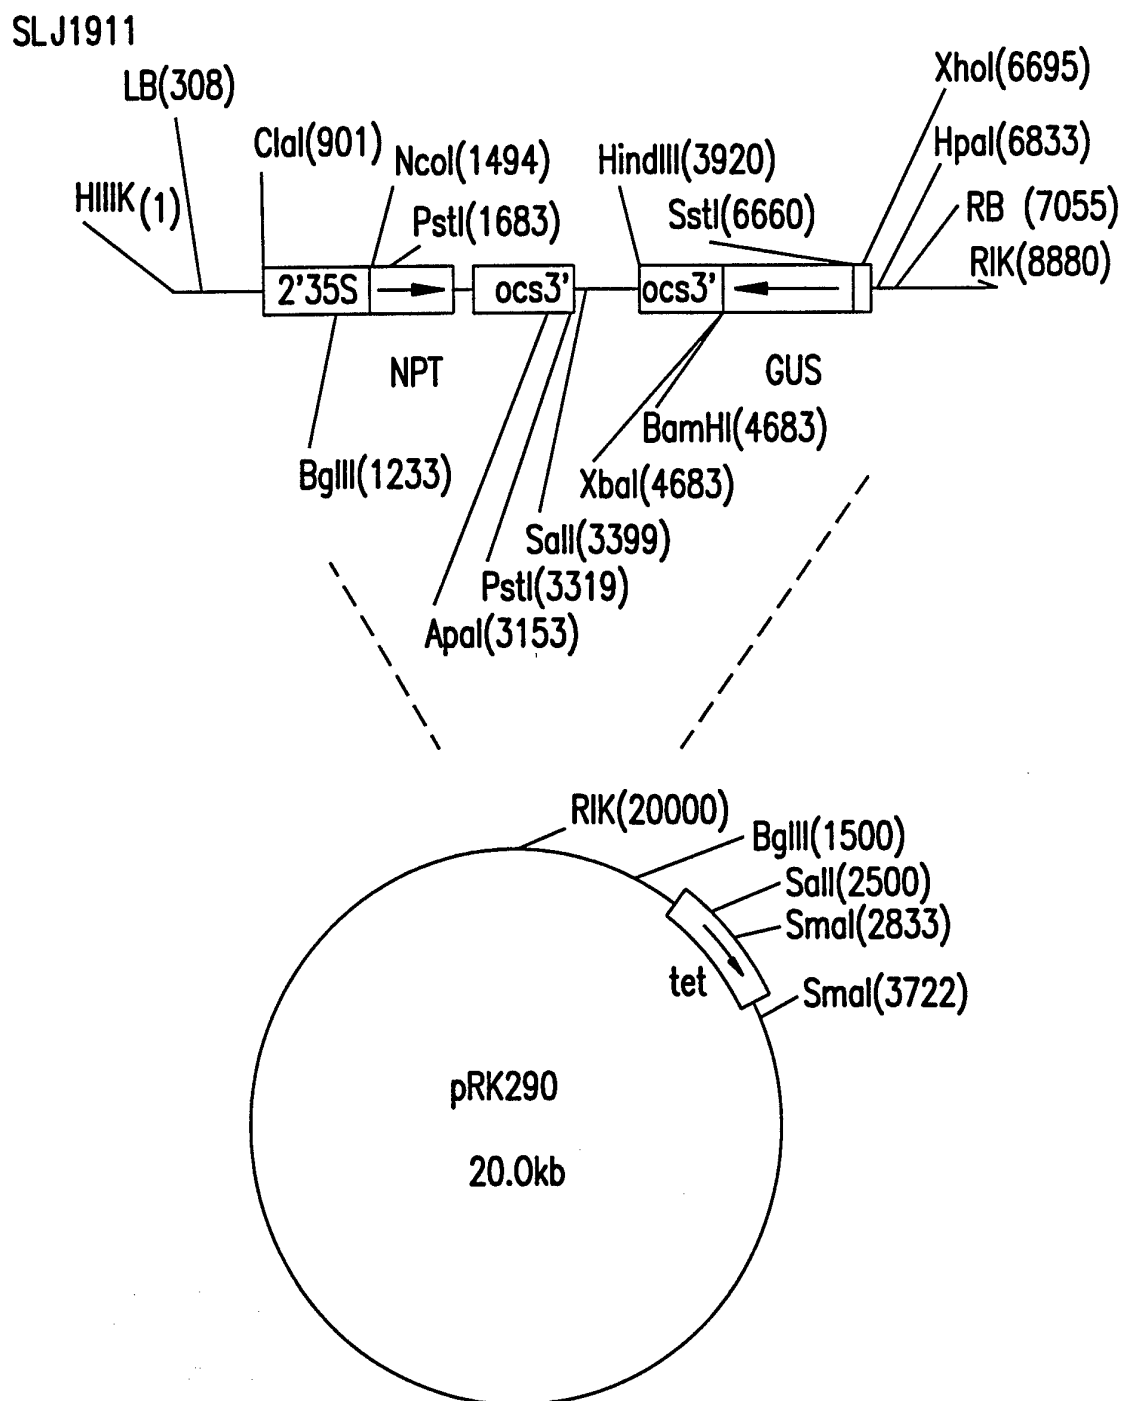 SLJ1911
LB(308)
XhoI(6695)
ClaI(901)
NcoI(1494)
HindIII(3920)
HpaI(6833)
HIIIK(1)
PstI(1683)
SstI(6660)
RB (7055)
RIK(8880)
2'35S
ocs3'
ocs3'
NPT
GUS
BamHI(4683)
BglII(1233)
XbaI(4683)
SalI(3399)
PstI(3319)
ApaI(3153)
RIK(20000)
BglII(1500)
SalI(2500)
SmaI(2833)
tet
SmaI(3722)
pRK290
20.0kb